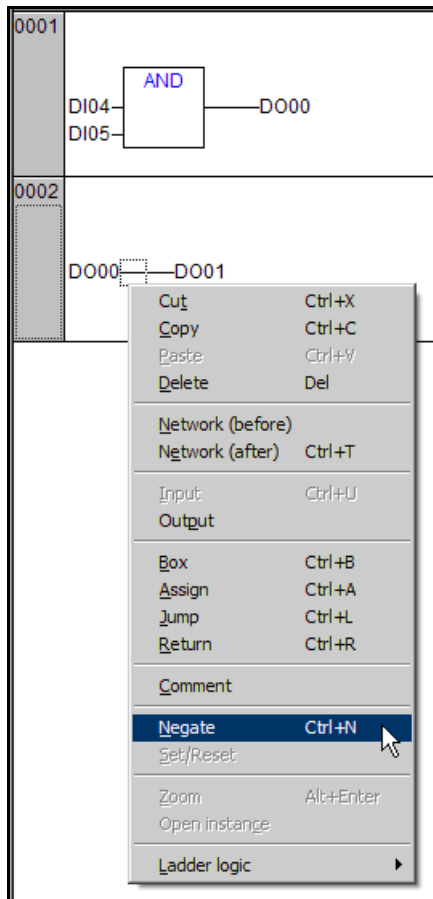 0001
AND
DI04 DO00
DI05
0002
DO00 DO01
Cut Ctrl+X
Copy Ctrl+C
Paste Ctrl+V
Delete Del
Network (before)
Network (after) Ctrl+T
Input Ctrl+U
Output
Box Ctrl+B
Assign Ctrl+A
Jump Ctrl+L
Return Ctrl+R
Comment
Negate Ctrl+N
Set/Reset
Zoom Alt+Enter
Open instance
Ladder logic